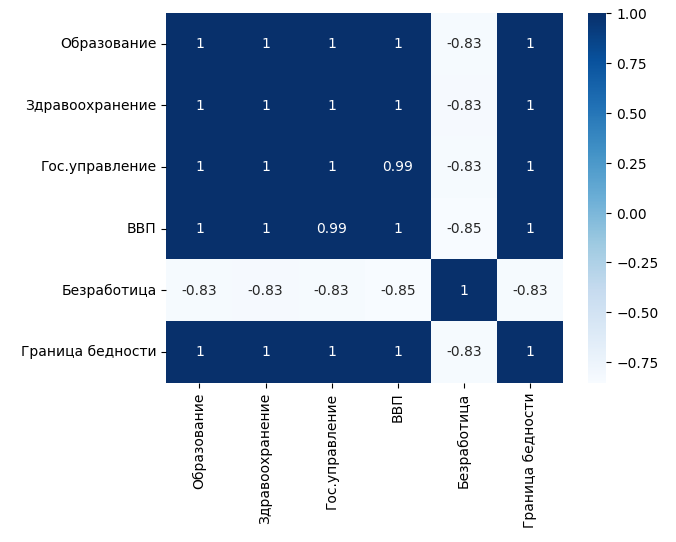 Образование 1 1 1 1 -0.83 1
Здравоохранение 1 1 1 1 -0.83 1
Гос.управление 1 1 1 0.99 -0.83 1
ВВП 1 1 0.99 1 -0.85 1
Безработица -0.83 -0.83 -0.83 -0.85 1 -0.83
Граница бедности 1 1 1 1 -0.83 1
Образование
Здравоохранение
Гос.управление
ВВП
Безработица
Граница бедности
1.00
0.75
0.50
0.25
0.00
−0.25
−0.50
−0.75